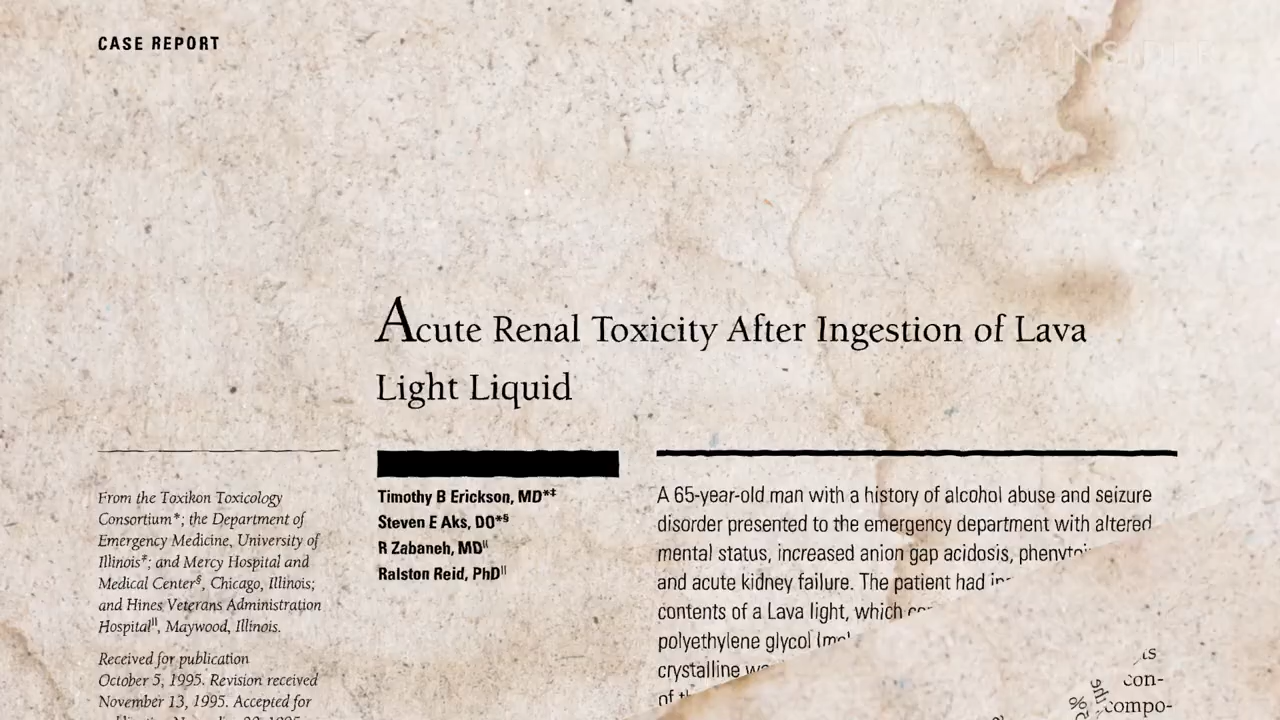 CASE REPORT
INSIDER
Acute Renal Toxicity After Ingestion of Lava
Light Liquid
From the Toxikon Toxicology
Consortium*; the Department of
Emergency Medicine, University of
Illinois‡; and Mercy Hospital and
Medical Center§, Chicago, Illinois;
and Hines Veterans Administration
Hospital||, Maywood, Illinois.
Received for publication
October 5, 1995. Revision received
November 13, 1995. Accepted for
Timothy B Erickson, MD*‡
Steven E Aks, DO*§
R Zabaneh, MD||
Ralston Reid, PhD||
A 65-year-old man with a history of alcohol abuse and seizure
disorder presented to the emergency department with altered
mental status, increased anion gap acidosis,
and acute kidney failure. The patient had
contents of a Lava light, which
polyethylene glycol
crystalline
of
con-
compo-